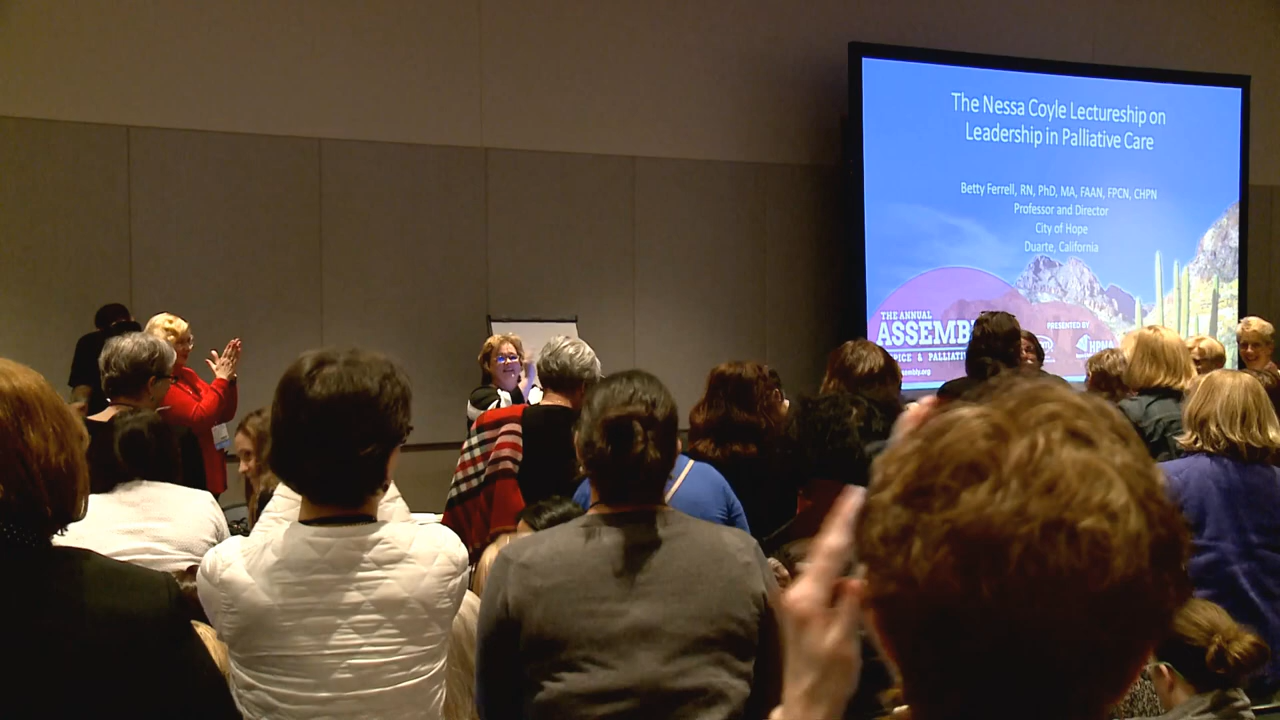 The Nessa Coyle Lectureship on
Leadership in Palliative Care
Betty Ferrell, RN, PhD, MA, FAAN, FPCN, CHPN
Professor and Director
City of Hope
Duarte, California
THE ANNUAL
PRESENTED BY
HPNA